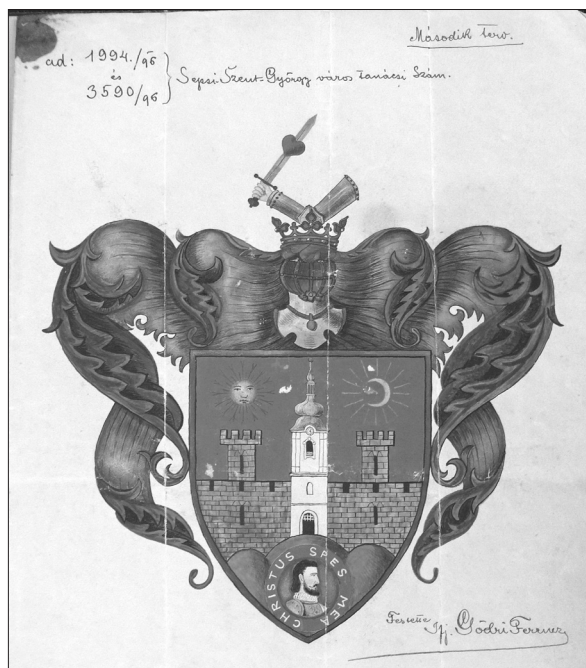 Második terv.
ad: 1994./96
és
3590/96
Sepsi-Szent-György város tanácsi szám.
CHRISTUS SPES MEA
Festette
Ifj. Gödri Ferencz